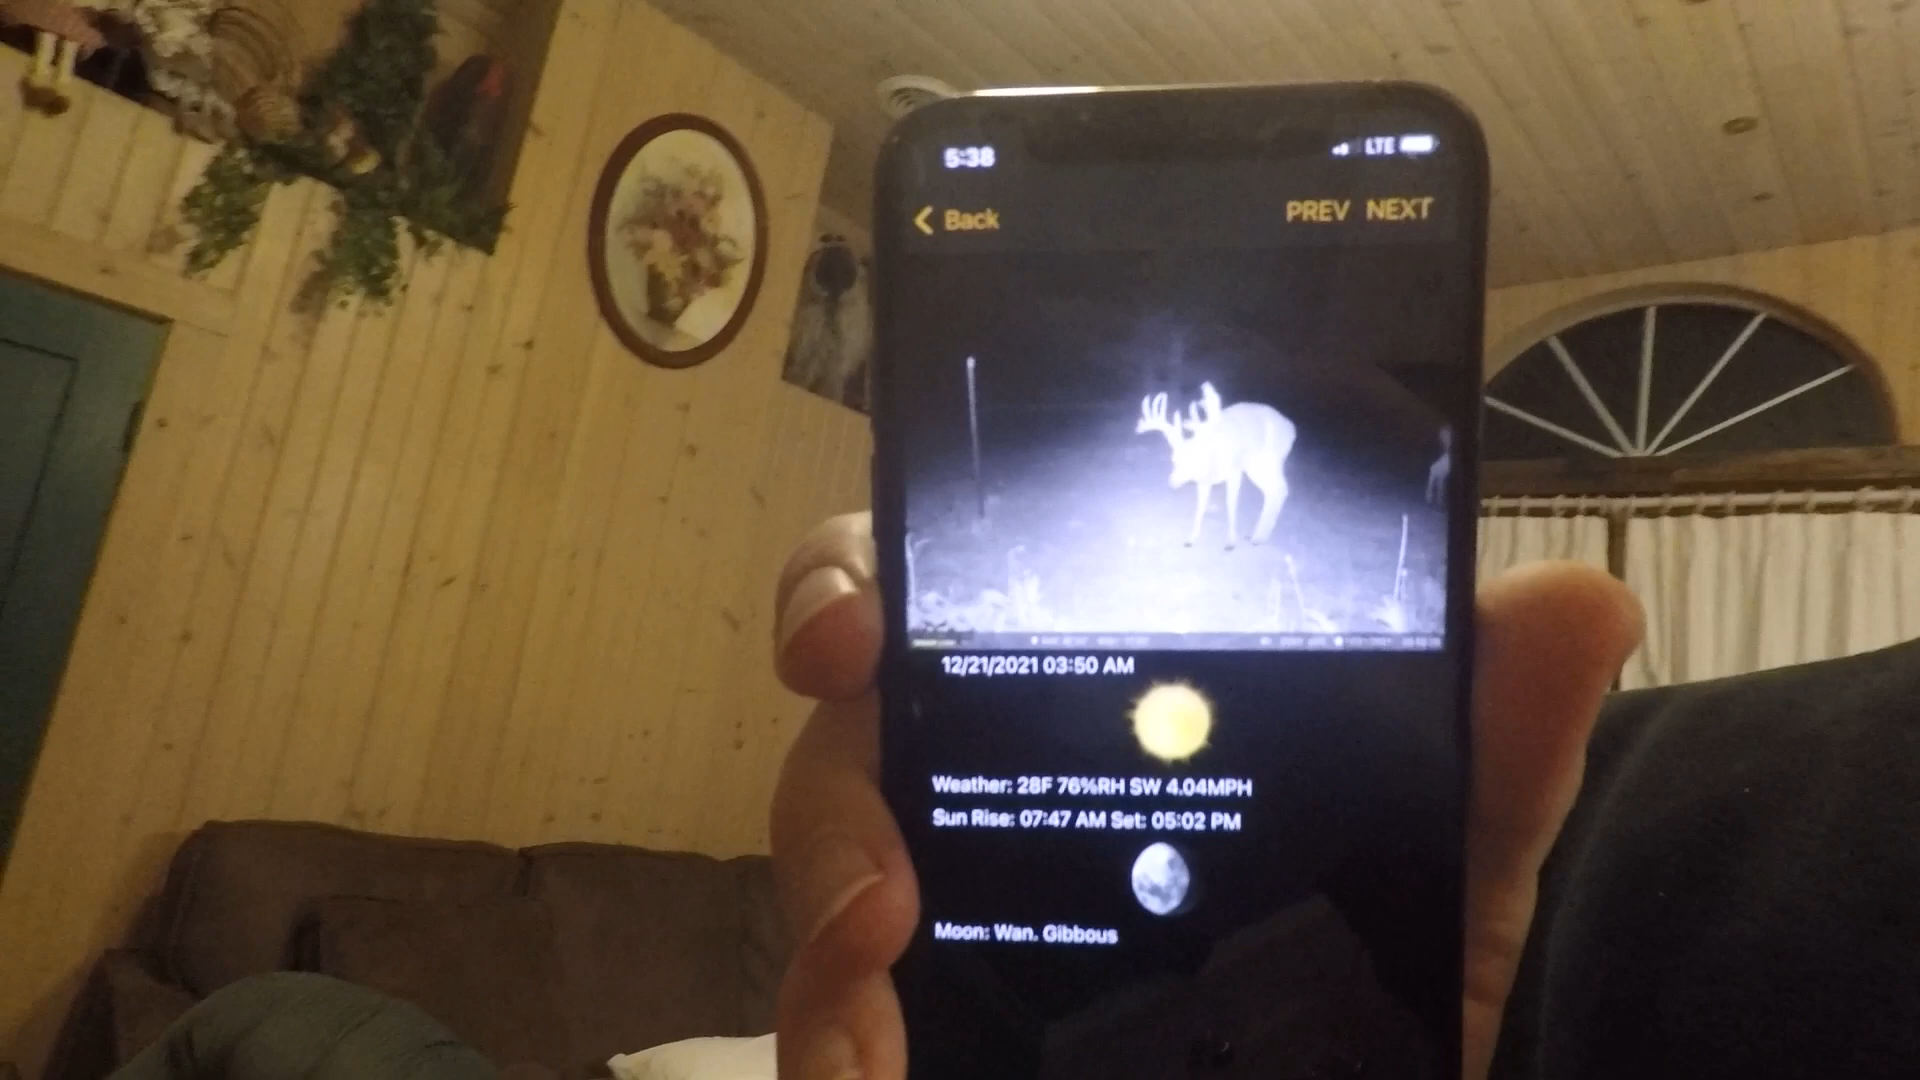 5:38 LTE
Back PREV NEXT
12/21/2021 03:50 AM
Weather: 28F 76%RH SW 4.04MPH
Sun Rise: 07:47 AM Set: 05:02 PM
Moon: Wan. Gibbous